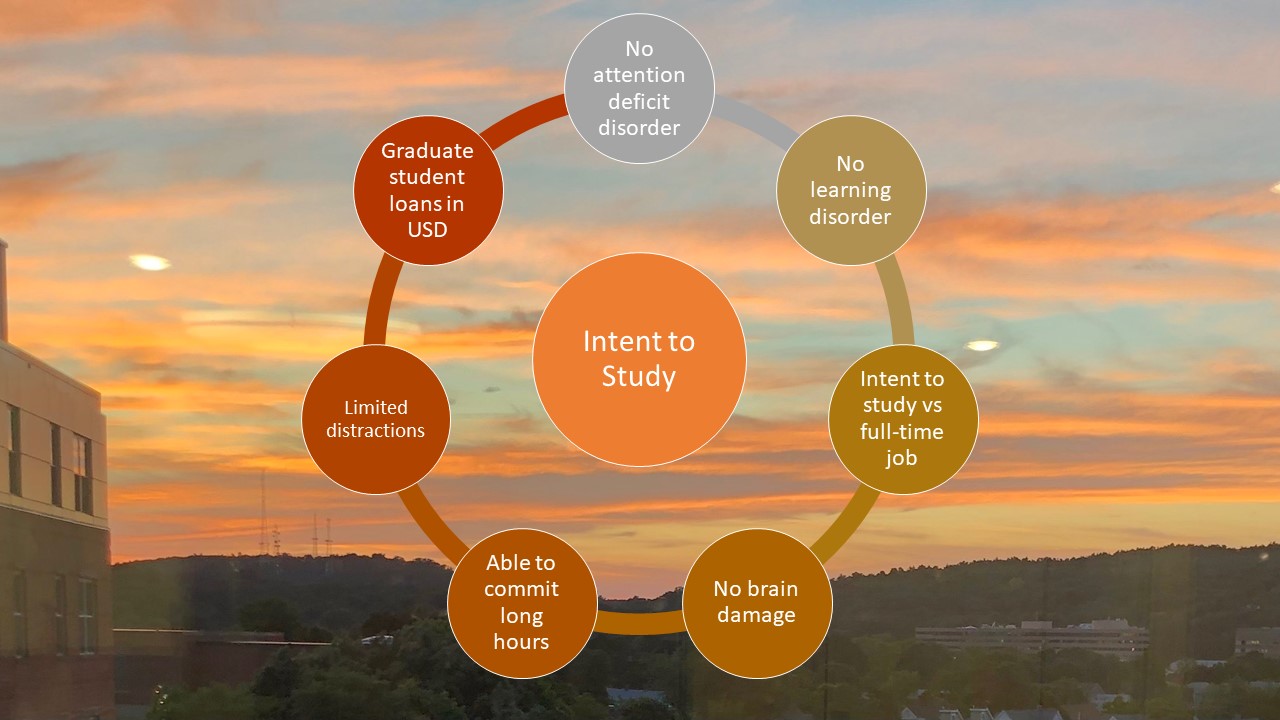 No
attention
deficit
disorder
No
learning
disorder
Intent to
study vs
full-time
job
No brain
damage
Able to
commit
long
hours
Limited
distractions
Graduate
student
loans in
USD
Intent to
Study